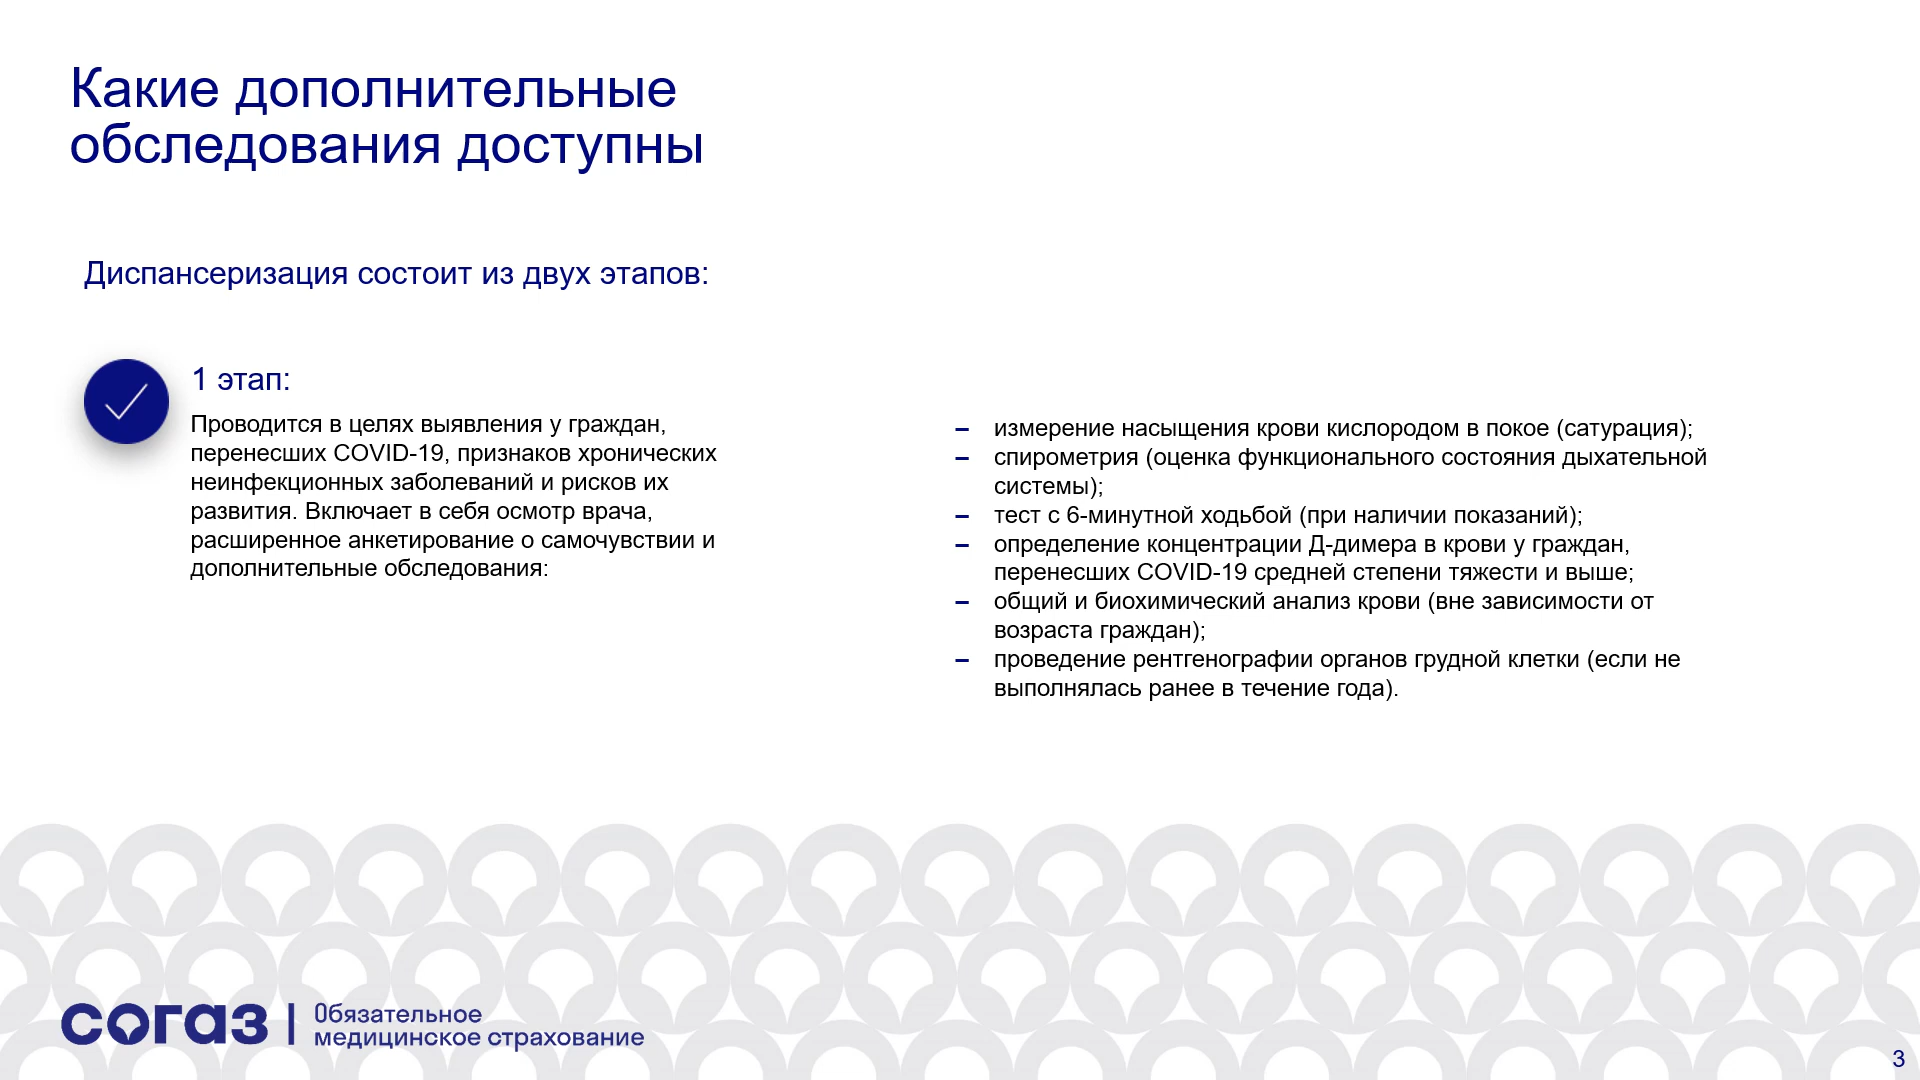 Какие дополнительные
обследования доступны
Диспансеризация состоит из двух этапов:
1 этап:
Проводится в целях выявления у граждан,
перенесших COVID-19, признаков хронических
неинфекционных заболеваний и рисков их
развития. Включает в себя осмотр врача,
расширенное анкетирование о самочувствии и
дополнительные обследования:
– измерение насыщения крови кислородом в покое (сатурация);
– спирометрия (оценка функционального состояния дыхательной
системы);
– тест с 6-минутной ходьбой (при наличии показаний);
– определение концентрации Д-димера в крови у граждан,
перенесших COVID-19 средней степени тяжести и выше;
– общий и биохимический анализ крови (вне зависимости от
возраста граждан);
– проведение рентгенографии органов грудной клетки (если не
выполнялась ранее в течение года).
согаз | Обязательное
медицинское страхование
3